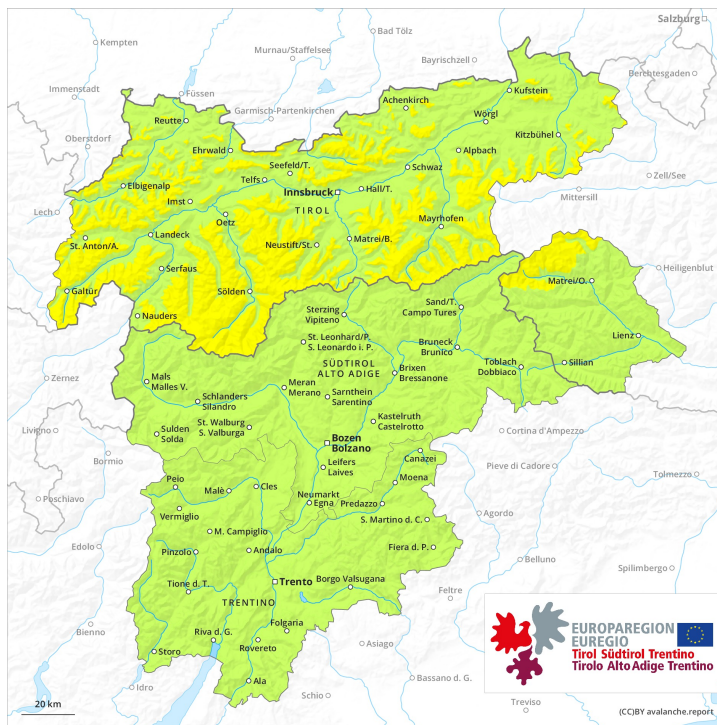 Salzburg
Kempten
Bad Tölz
Murnau/Staffelsee
Bayrischzell
Berchtesgaden
Immenstadt
Füssen
Garmisch-Partenkirchen
Achenkirch
Kufstein
Reutte
Wörgl
Oberstdorf
Ehrwald
Kitzbühel
Seefeld/T.
Alpbach
Schwaz
Telfs
Zell/See
Elbigenalp
Innsbruck
Hall/T.
Mittersill
Imst
TIROL
Lech
Oetz
Mayrhofen
St. Anton/A.
Landeck
Neustift/St.
Matrei/B.
Serfaus
Heiligenblut
Matrei/O.
Galtür
Sölden
Nauders
Sand/T.
Campo Tures
Sterzing
Vipiteno
Lienz
St. Leonhard/P.
S. Leonardo i. P.
Bruneck
Brunico
Toblach
Dobbiaco
Sillian
SÜDTIROL
ALTO ADIGE
Brixen
Bressanone
Zernez
Mals
Malles V.
Meran
Merano
Schlanders
Silandro
Sarnthein
Sarentino
St. Walburg
S. Valburga
Kastelruth
Castelrotto
Livigno
Sulden
Solda
Cortina d'Ampezzo
Bozen
Bolzano
Bormio
Canazei
Pieve di Cadore
Leifers
Laives
Tolmezzo
Peio
Moena
Malè
Cles
Neumarkt
Egna
Predazzo
Poschiavo
Vermiglio
Agordo
S. Martino d. C.
M. Campiglio
Edolo
Pinzolo
Andalo
Fiera d. P.
Belluno
Spilimbergo
Tione d. T.
Trento
Borgo Valsugana
Feltre
TRENTINO
Folgaria
Bienno
Riva d. G.
Rovereto
Asiago
Storo
Bassano d. G.
Ala
Idro
Schio
Treviso
EUROPAREGION
EUREGIO
Tirol Südtirol Trentino
Tirolo Alto Adige Trentino
20 km
(CC)BY avalanche.report